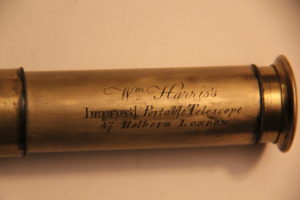 Wm Harris's
Improv'd Portable Telescope
47 Holborn London